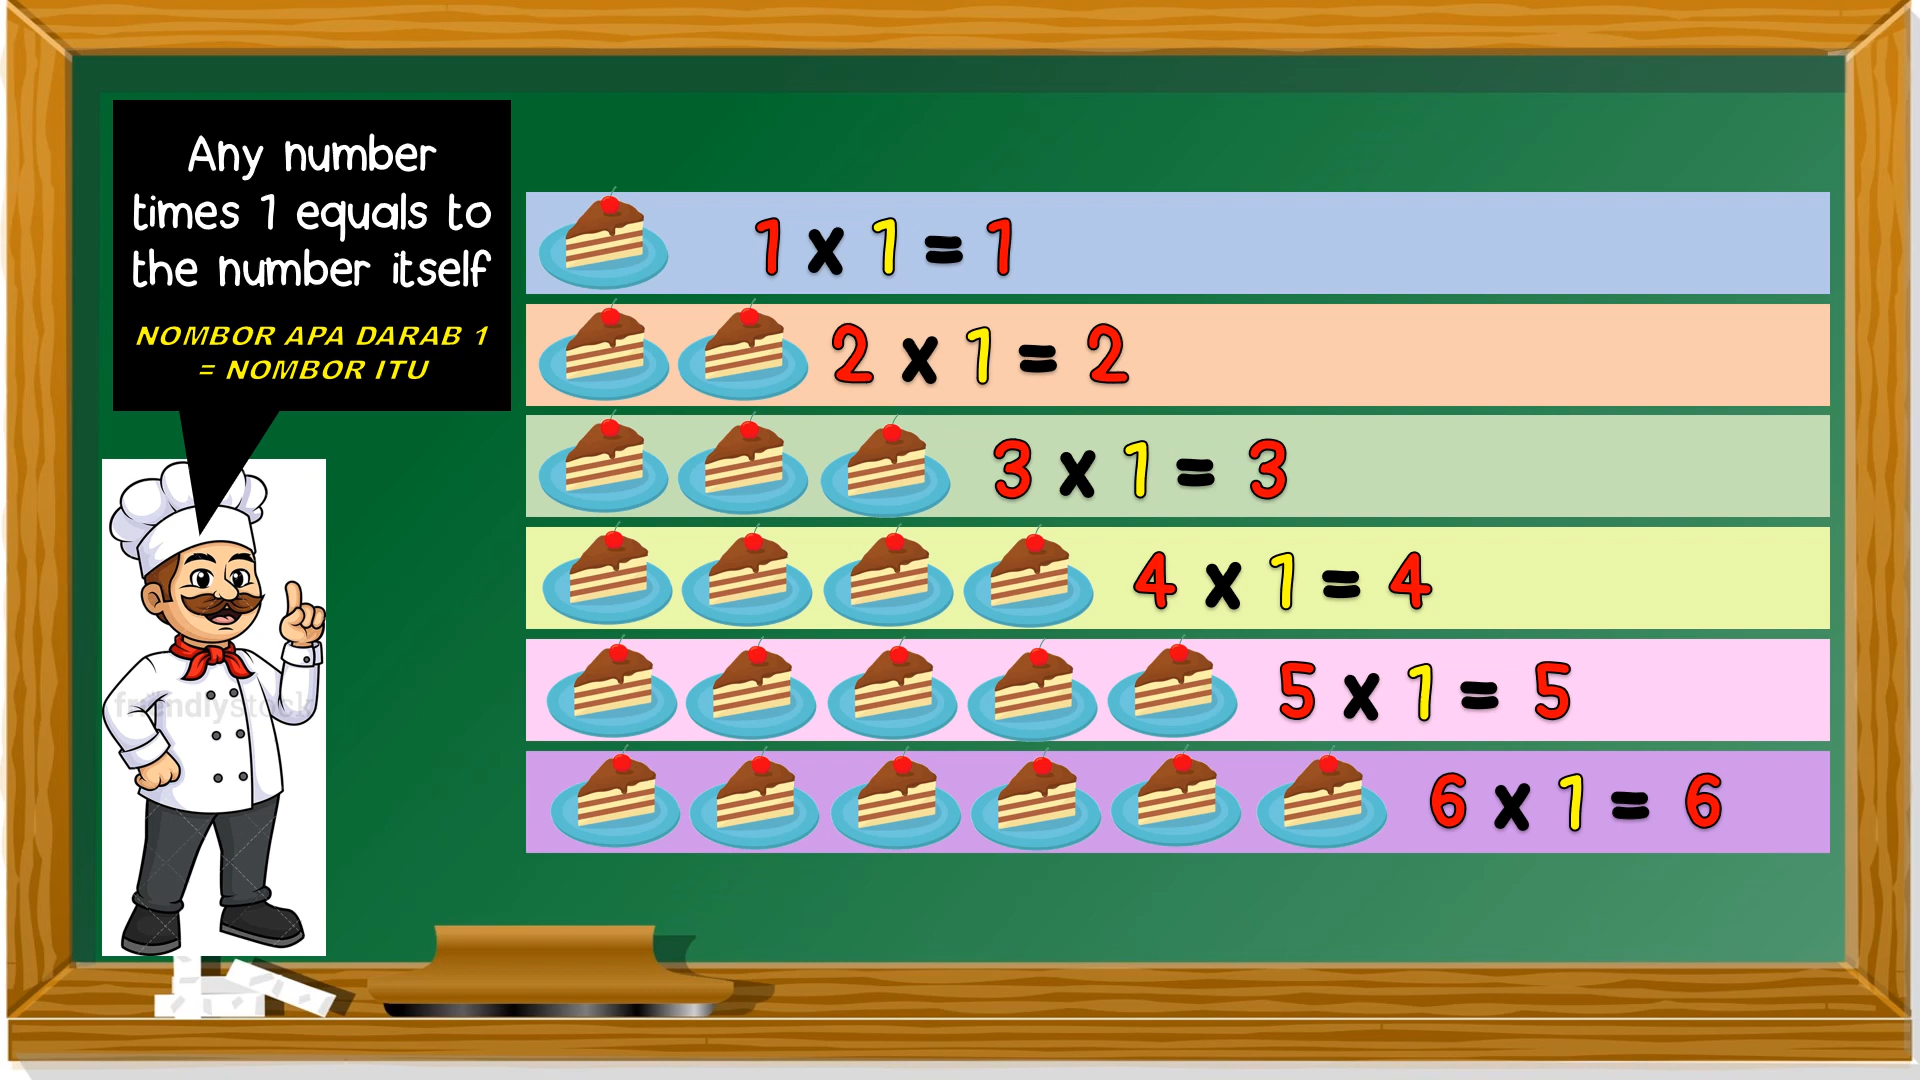 Any number
times 1 equals to
the number itself
NOMBOR APA DARAB 1
= NOMBOR ITU
1 x 1 = 1
2 x 1 = 2
3 x 1 = 3
4 x 1 = 4
5 x 1 = 5
6 x 1 = 6
friendlystock